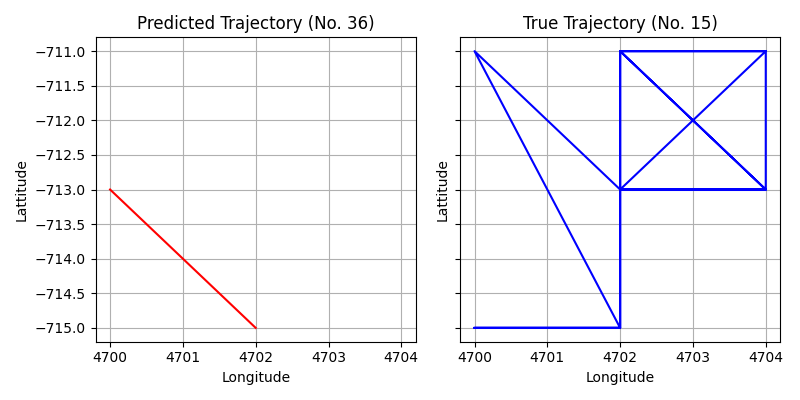 Predicted Trajectory (No. 36)
True Trajectory (No. 15)
−711.0
−711.5
−712.0
−712.5
−713.0
−713.5
−714.0
−714.5
−715.0
Lattitude
Lattitude
4700 4701 4702 4703 4704
4700 4701 4702 4703 4704
Longitude
Longitude